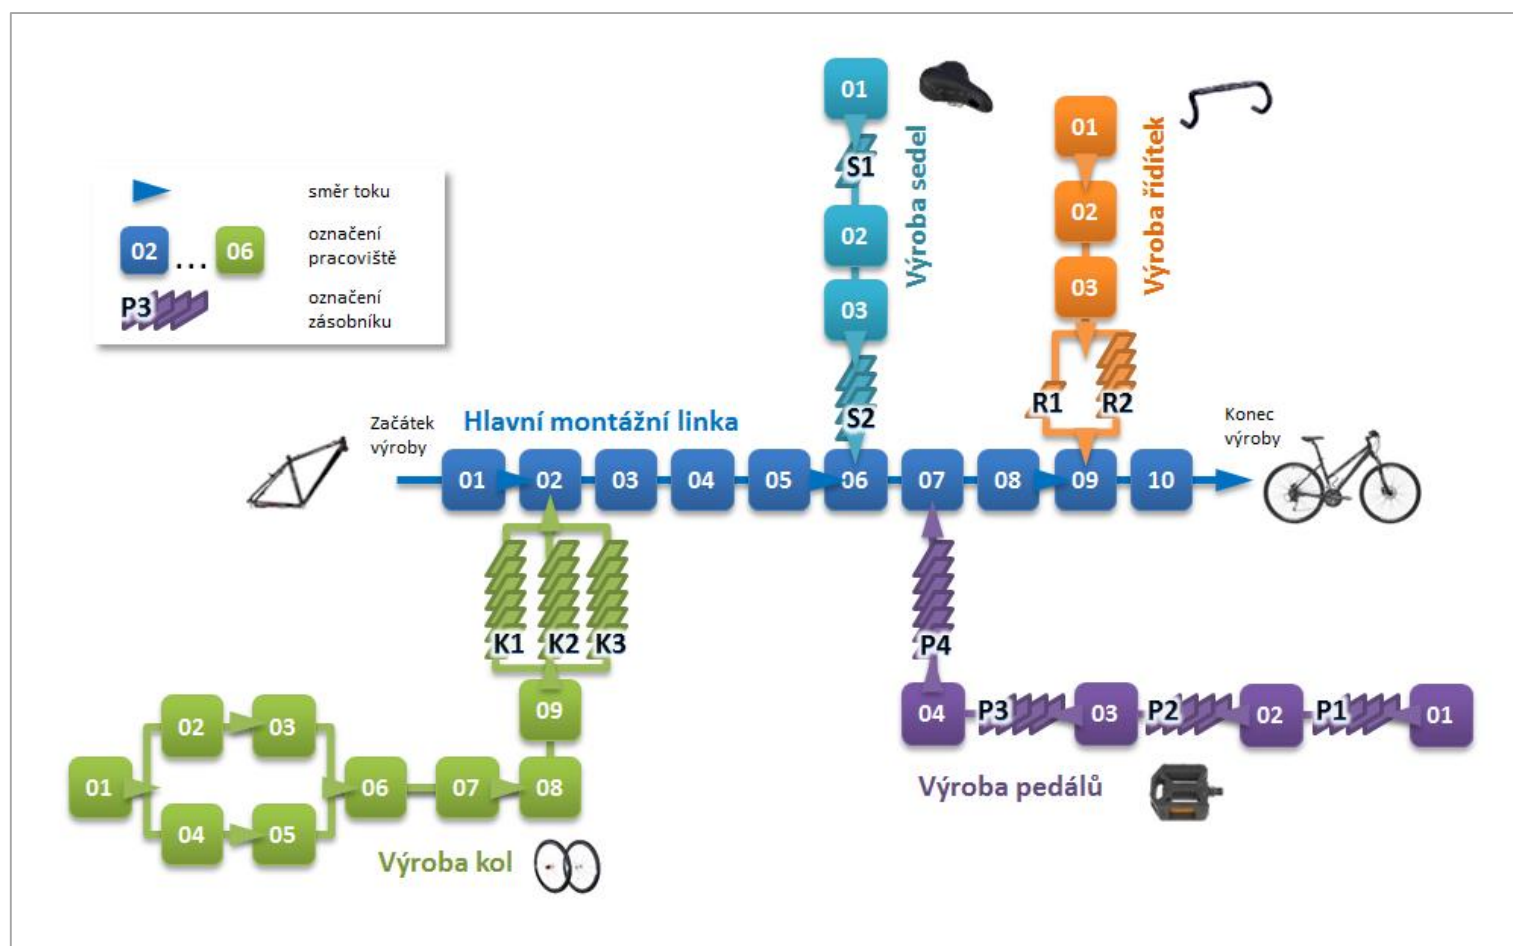 směr toku
02 ... 06
označení
pracoviště
P3
označení
zásobníku
01
S1
02
03
S2
Výroba sedel
01
02
03
R1 R2
Výroba řídítek
Začátek
výroby
Hlavní montážní linka
Konec
výroby
01 02 03 04 05 06 07 08 09 10
K1 K2 K3
P4
09
02 03
01
06 07 08
04 05
Výroba kol
04 P3 03 P2 02 P1 01
Výroba pedálů